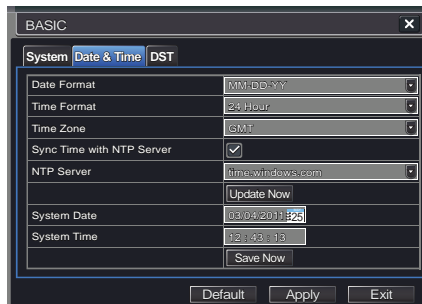 BASIC X
System Date & Time DST
Date Format MM-DD-YY
Time Format 24 Hour
Time Zone GMT
Sync Time with NTP Server
NTP Server time.windows.com
Update Now
System Date 03/04/2011 25
System Time 12 : 43 : 13
Save Now
Default Apply Exit